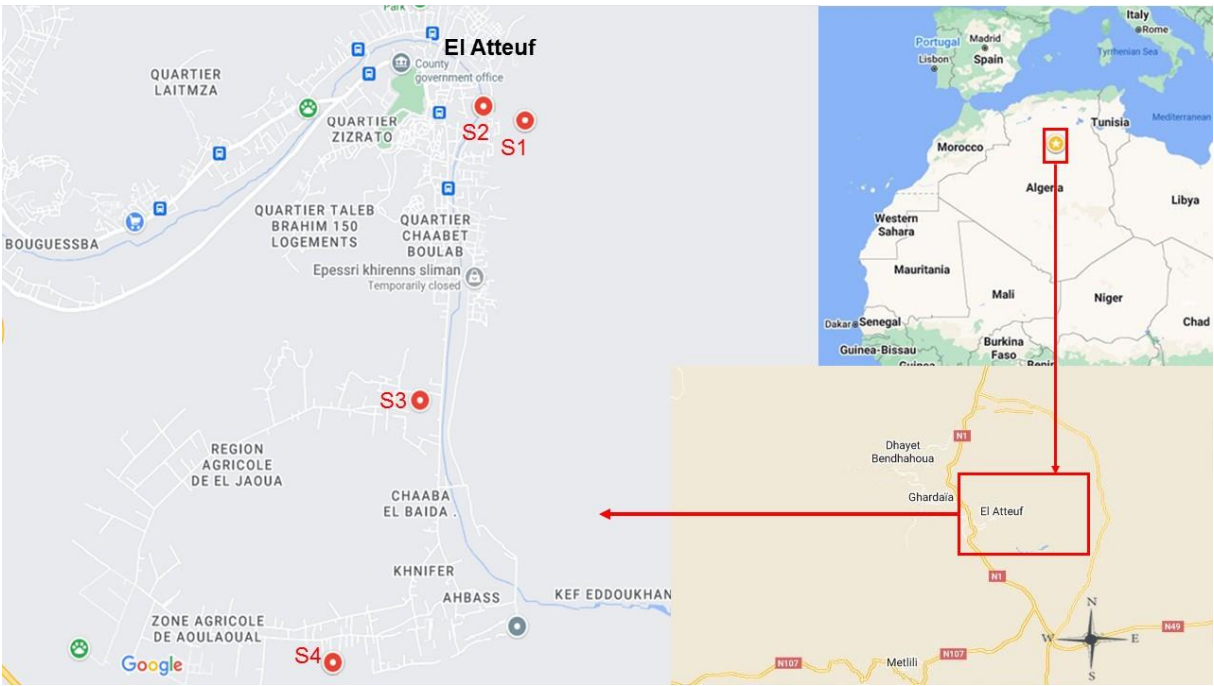 Park
El Atteuf
County
government office
QUARTIER
LAITMZA
QUARTIER
ZIZRATO
S2
S1
QUARTIER TALEB
BRAHIM 150
LOGEMENTS
QUARTIER
CHAABET
BOULAB
BOUGUESSBA
Epessri khirenns sliman
Temporarily closed
S3
REGION
AGRICOLE
DE EL JAOUA
CHAABA
EL BAIDA
KHNIFER
AHBASS
KEF EDDOUKHAN
ZONE AGRICOLE
DE AOULAOUAL
Google
S4
Italy
Rome
Portugal
Madrid
Lisbon
Spain
Tyrrhenian Sea
Tunisia
Mediterranean
Morocco
Algeria
Libya
Western
Sahara
Mauritania
Mali
Niger
Chad
Dakar
Senegal
Guinea-Bissau
Burkina
Faso
Guinea
Benin
N1
Dhayet
Bendhahoua
Ghardaïa
El Atteuf
N1
N
W
E
S
N49
N107
Metlili
N107